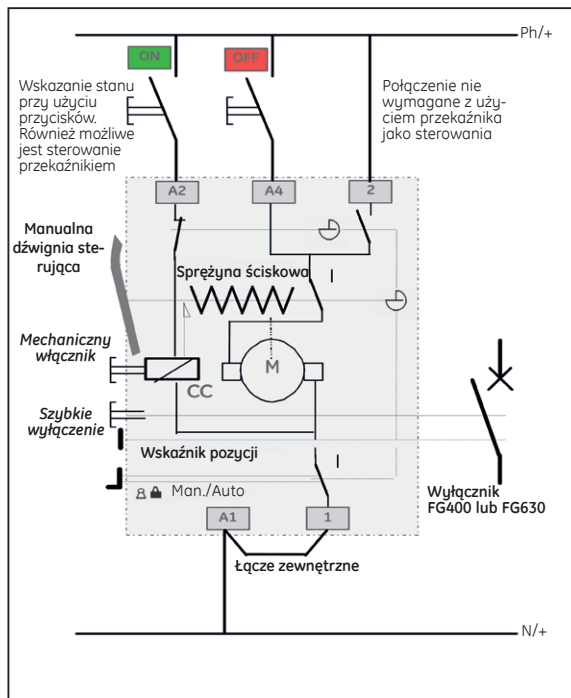 Ph/+
ON
OFF
Wskazanie stanu
przy użyciu
przycisków.
Również możliwe
jest sterowanie
przekaźnikiem
Połączenie nie
wymagane z uży-
ciem przekaźnika
jako sterowania
A2
A4
2
Manualna
dźwignia ste-
rująca
Sprężyna ściskowa
I
Mechaniczny
włącznik
M
CC
Szybkie
wyłączenie
Wskaźnik pozycji
I
Man./Auto
Wyłącznik
FG400 lub FG630
A1
1
Łącze zewnętrzne
N/+